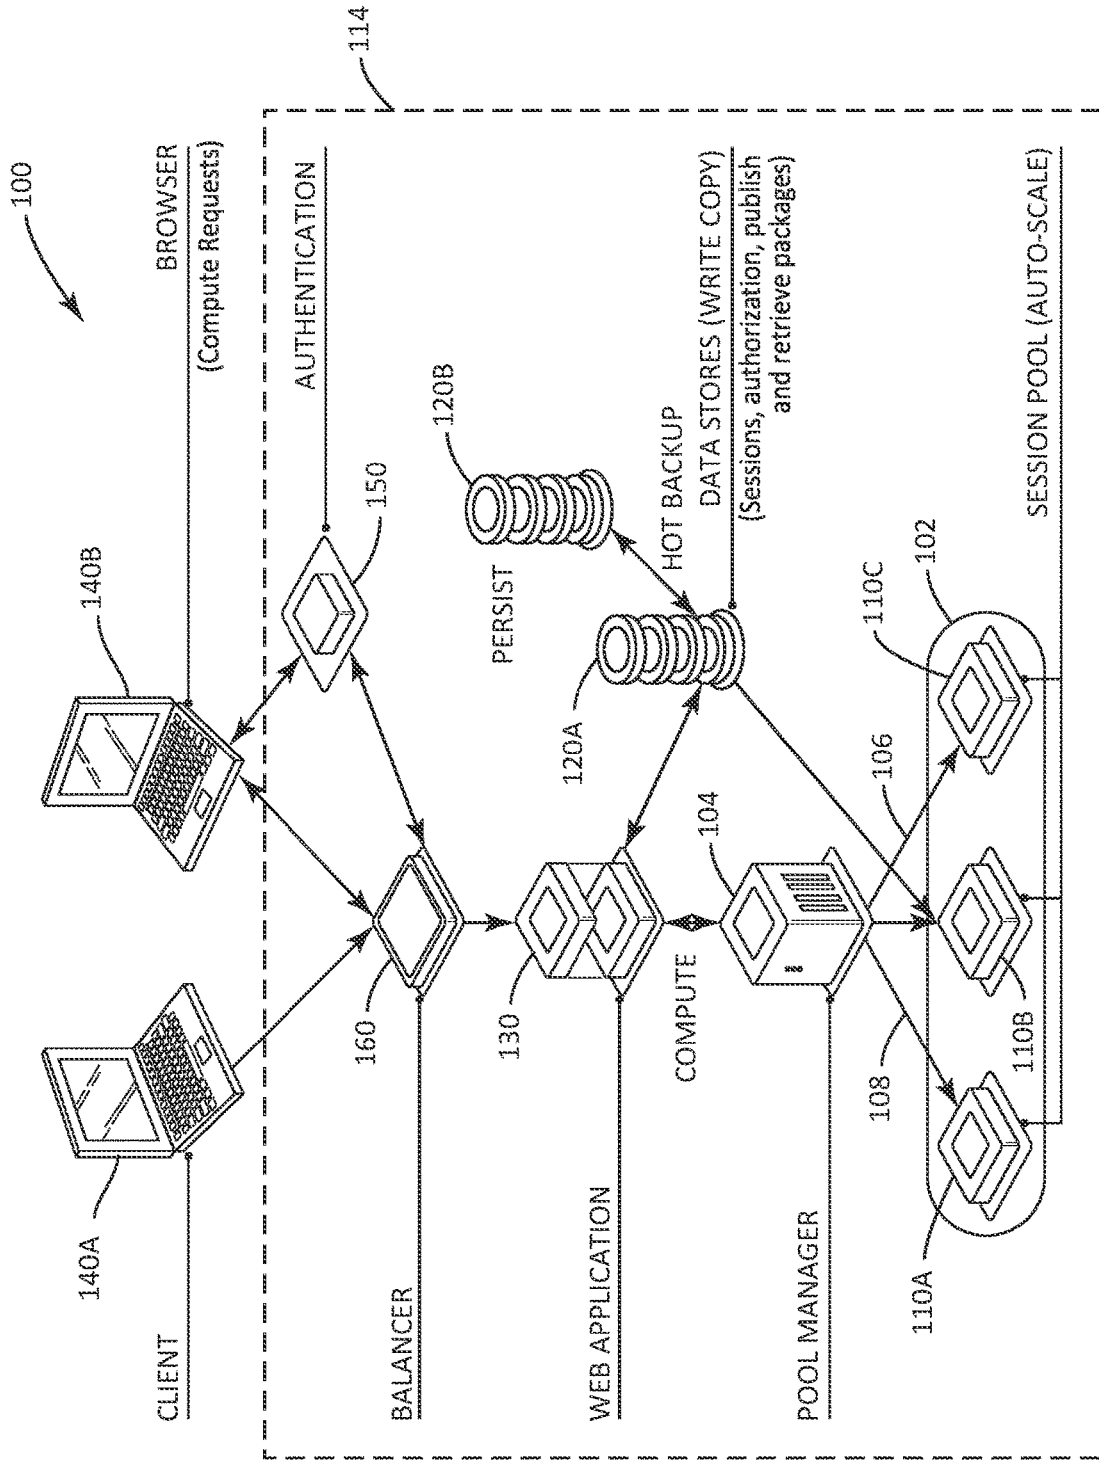 100
114
CLIENT
140A
140B
BROWSER
(Compute Requests)
AUTHENTICATION
150
BALANCER
160
WEB APPLICATION
130
PERSIST
120B
120A
HOT BACKUP
DATA STORES (WRITE COPY)
(Sessions, authorization, publish
and retrieve packages)
COMPUTE
POOL MANAGER
104
106
108
102
110A
110B
110C
SESSION POOL (AUTO-SCALE)